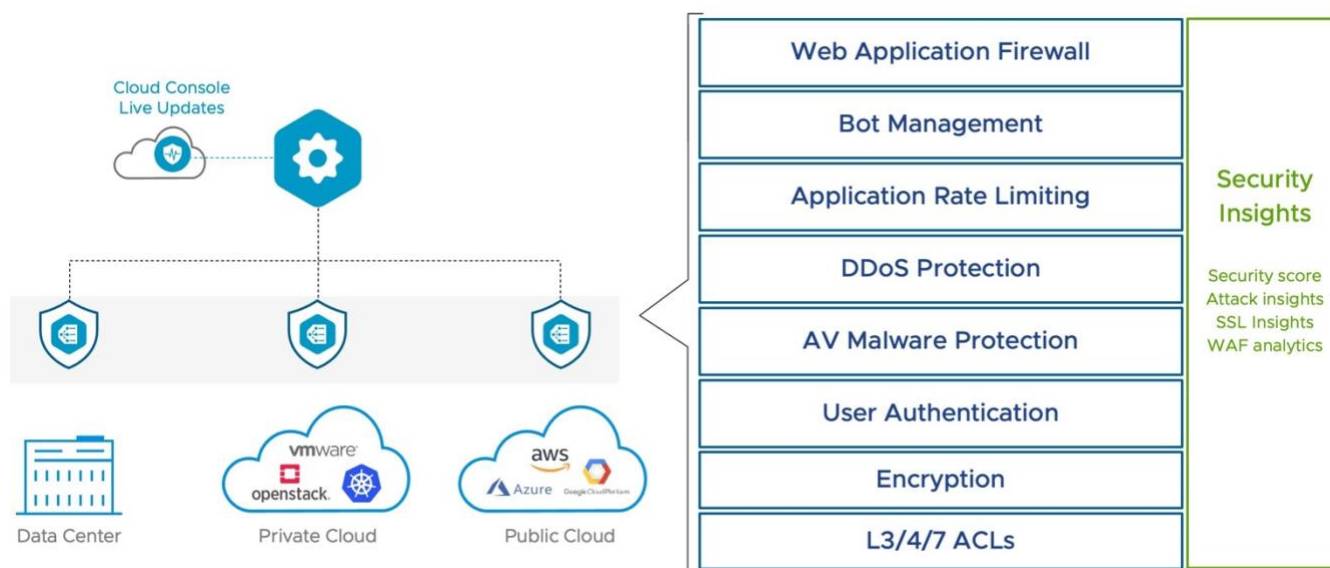 Cloud Console
Live Updates
Data Center
vmware
openstack.
Private Cloud
aws
Azure
Google Cloud Platform
Public Cloud
Web Application Firewall
Bot Management
Application Rate Limiting
DDoS Protection
AV Malware Protection
User Authentication
Encryption
L3/4/7 ACLs
Security
Insights
Security score
Attack insights
SSL Insights
WAF analytics